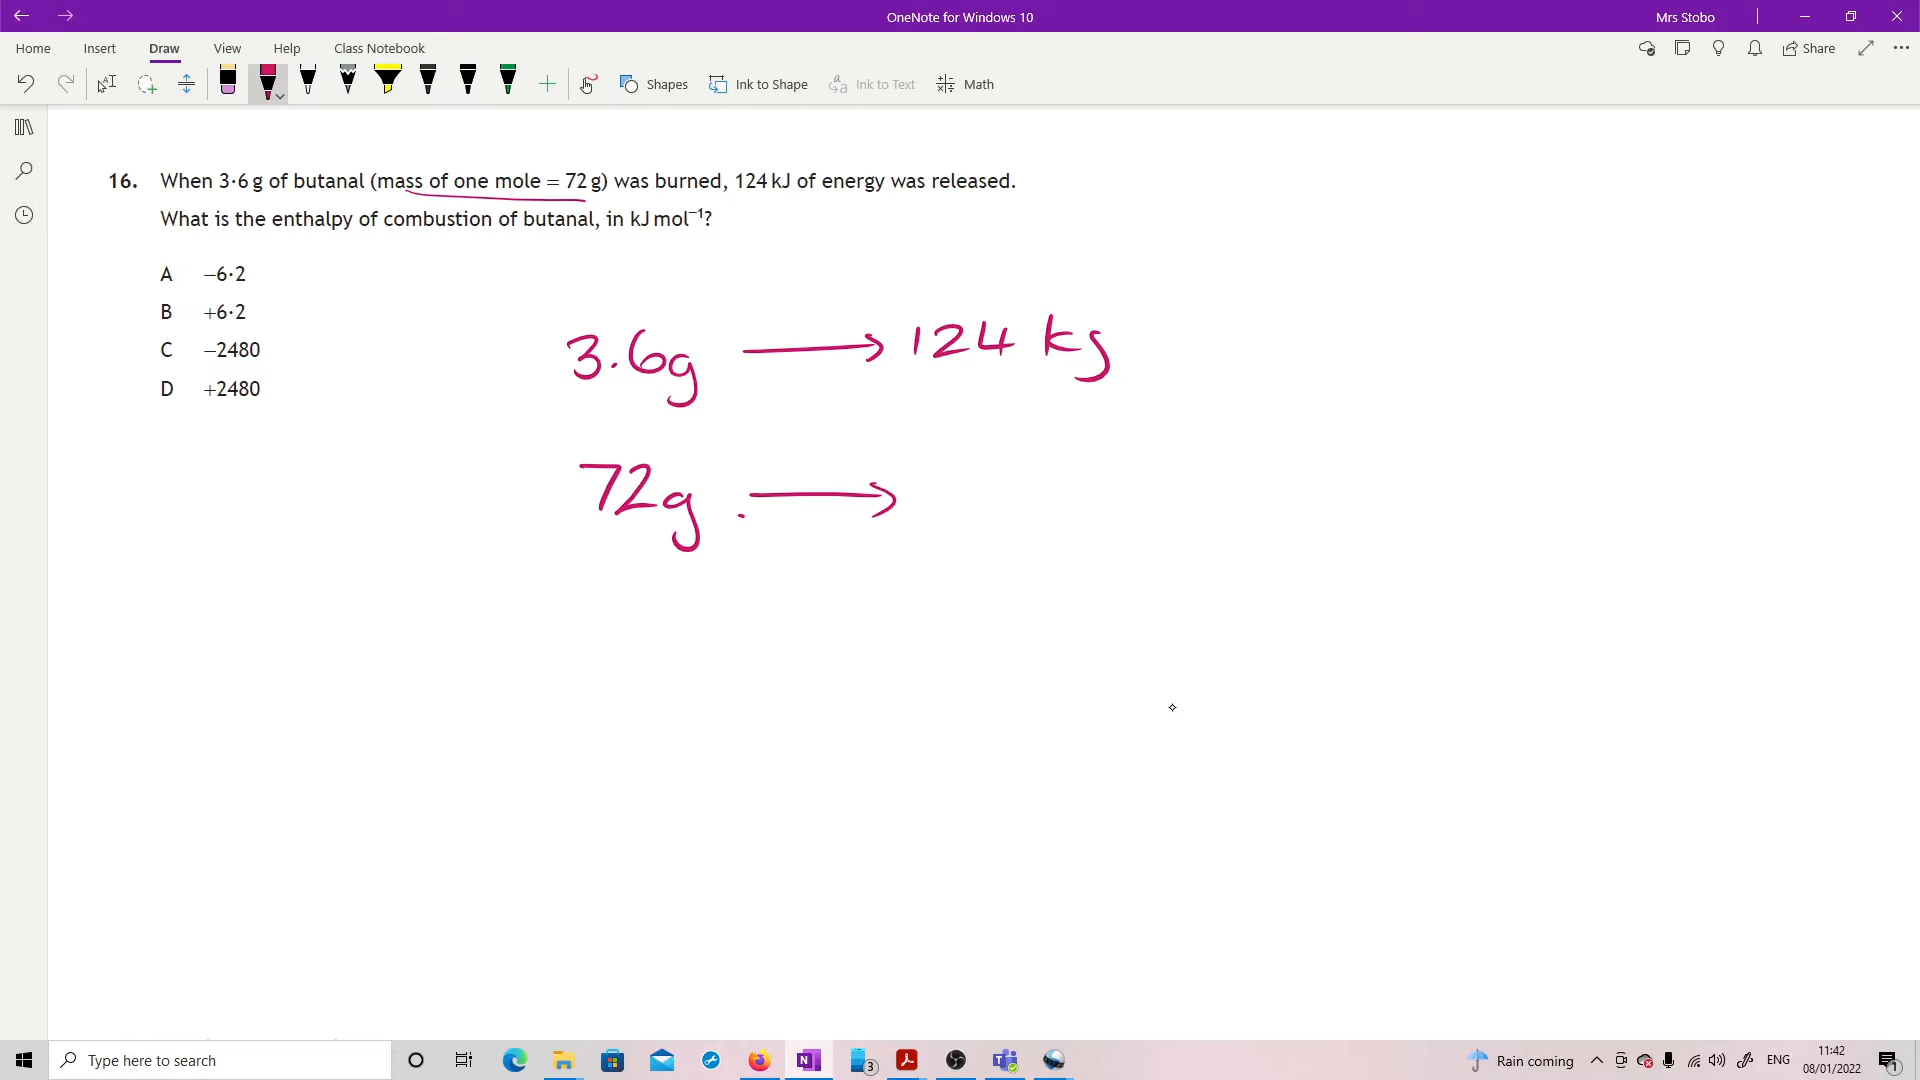 OneNote for Windows 10
Mrs Stobo
Home Insert Draw View Help Class Notebook
Share
Shapes Ink to Shape Ink to Text Math
16. When 3·6 g of butanal (mass of one mole = 72 g) was burned, 124 kJ of energy was released.
What is the enthalpy of combustion of butanal, in kJ mol⁻¹?
A −6·2
B +6·2
C −2480
D +2480
3.6g → 124 kJ
72g . →
Type here to search
3
Rain coming
ENG
11:42
08/01/2022
1